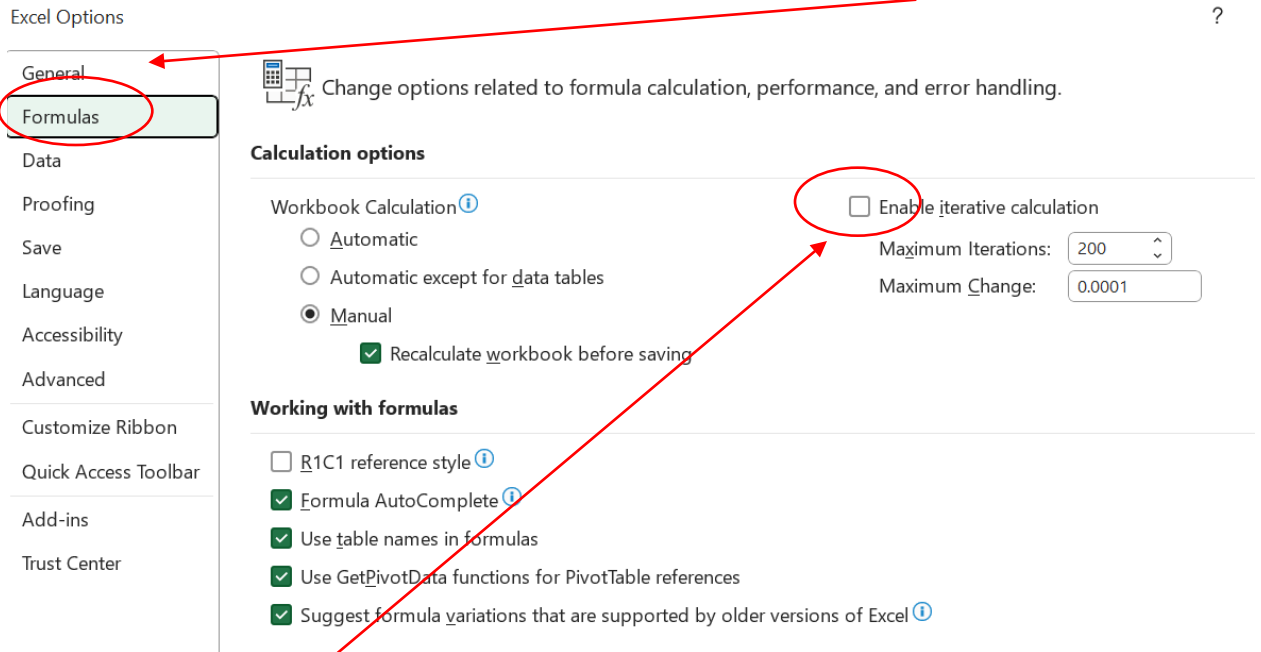 Excel Options
?
General
Formulas
Data
Proofing
Save
Language
Accessibility
Advanced
Customize Ribbon
Quick Access Toolbar
Add-ins
Trust Center
fx Change options related to formula calculation, performance, and error handling.
Calculation options
Workbook Calculation
Automatic
Automatic except for data tables
Manual
Recalculate workbook before saving
Enable iterative calculation
Maximum Iterations: 200
Maximum Change: 0.0001
Working with formulas
R1C1 reference style
Formula AutoComplete
Use table names in formulas
Use GetPivotData functions for PivotTable references
Suggest formula variations that are supported by older versions of Excel